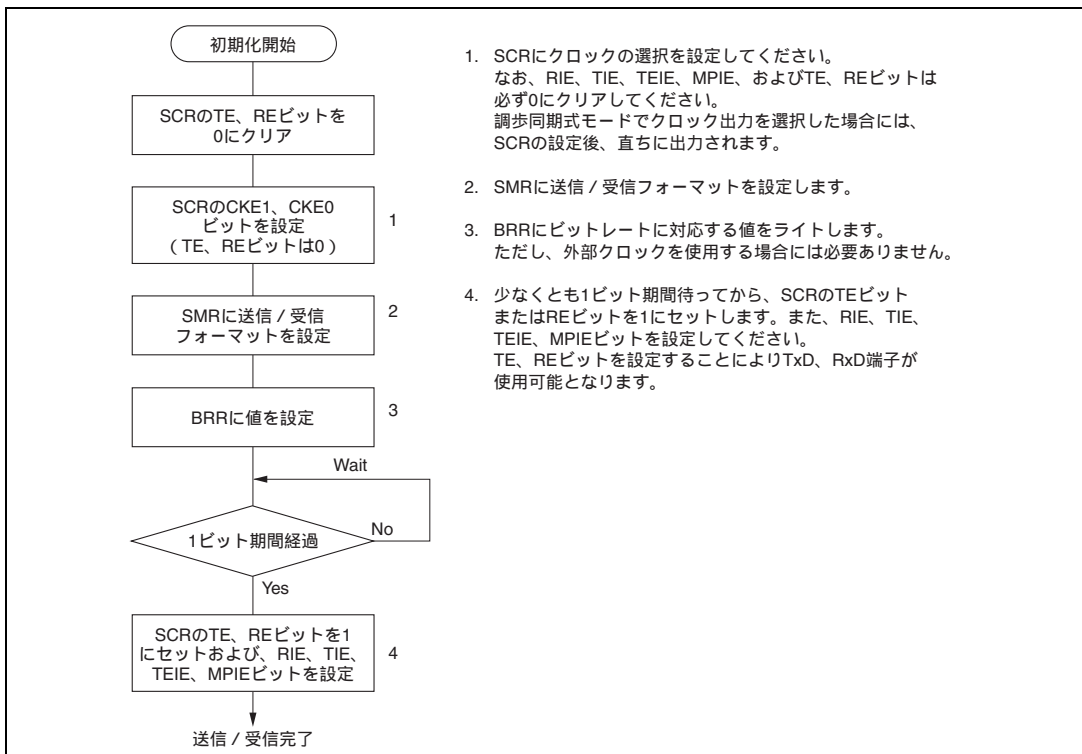 初期化開始
SCRのTE、REビットを
0にクリア
SCRのCKE1、CKE0
ビットを設定
（TE、REビットは0）
1
SMRに送信 / 受信
フォーマットを設定
2
BRRに値を設定
3
Wait
1ビット期間経過
No
Yes
SCRのTE、REビットを1
にセットおよび、RIE、TIE、
TEIE、MPIEビットを設定
4
送信 / 受信完了
1. SCRにクロックの選択を設定してください。
なお、RIE、TIE、TEIE、MPIE、およびTE、REビットは
必ず0にクリアしてください。
調歩同期式モードでクロック出力を選択した場合には、
SCRの設定後、直ちに出力されます。
2. SMRに送信 / 受信フォーマットを設定します。
3. BRRにビットレートに対応する値をライトします。
ただし、外部クロックを使用する場合には必要ありません。
4. 少なくとも1ビット期間待ってから、SCRのTEビット
またはREビットを1にセットします。また、RIE、TIE、
TEIE、MPIEビットを設定してください。
TE、REビットを設定することによりTxD、RxD端子が
使用可能となります。